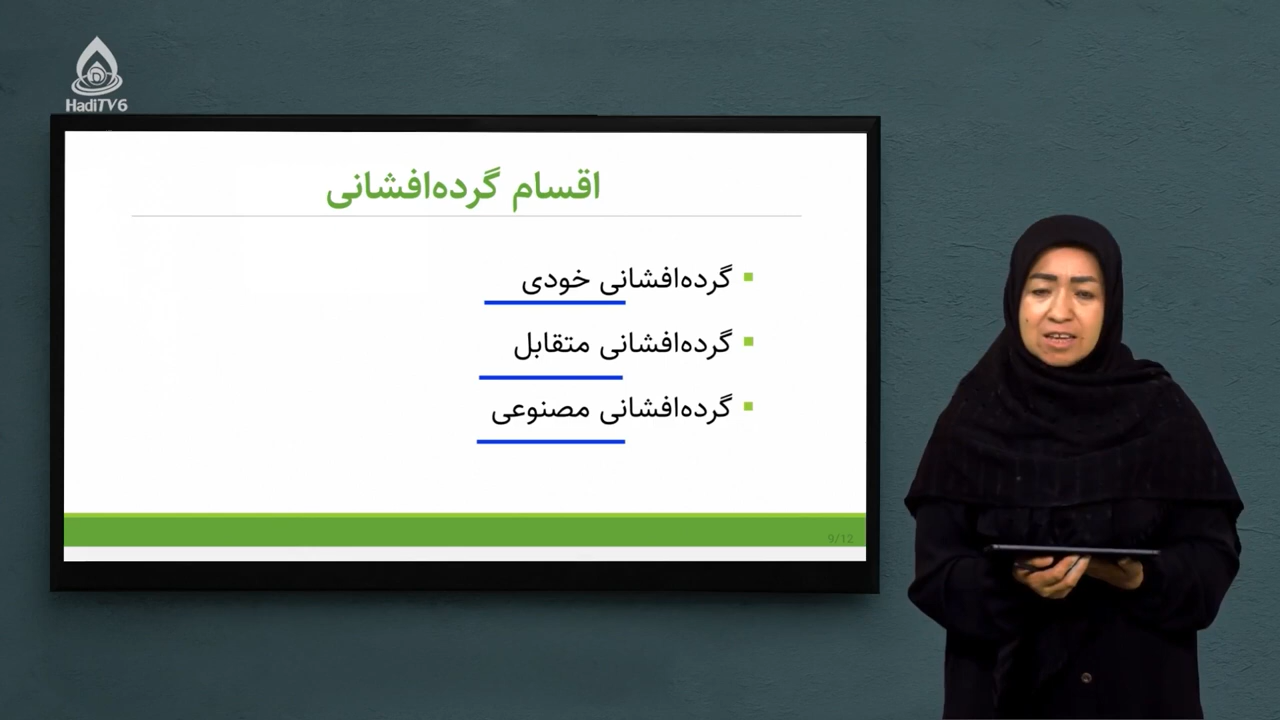 HadiTV6
اقسام گرده‌افشانی
گرده‌افشانی خودی
گرده‌افشانی متقابل
گرده‌افشانی مصنوعی
9/12